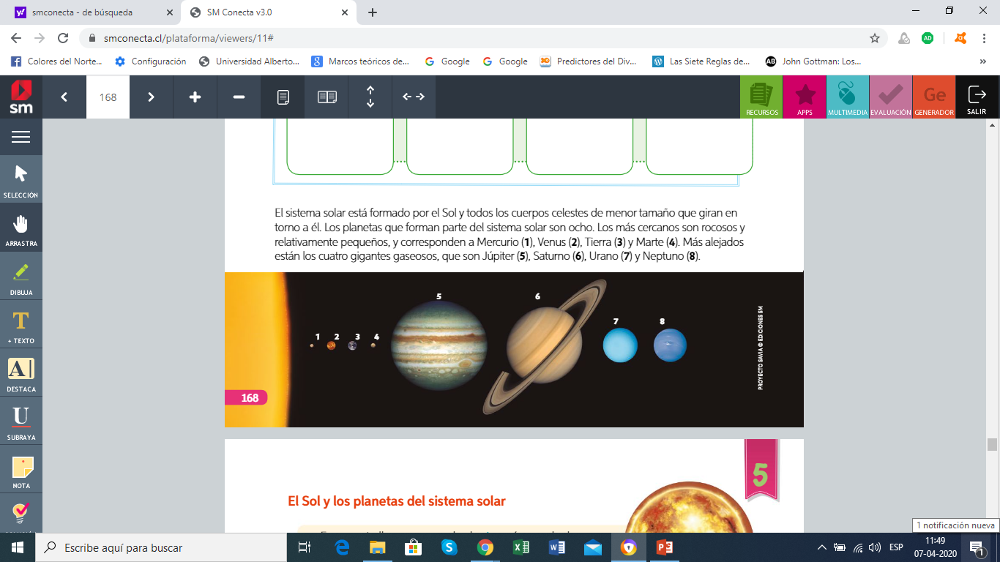 smconecta - de búsqueda
SM Conecta v3.0
smconecta.cl/plataforma/viewers/11#
AD
Colores del Norte...
Configuración
Universidad Alberto...
Marcos teóricos de...
Google
Google
Predictores del Div...
Las Siete Reglas de...
AB
John Gottman: Los...
»
sm
168
RECURSOS
APPS
MULTIMEDIA
EVALUACIÓN
Ge
GENERADOR
SALIR
SELECCIÓN
ARRASTRA
DIBUJA
T
+ TEXTO
A
DESTACA
U
SUBRAYA
NOTA
El sistema solar está formado por el Sol y todos los cuerpos celestes de menor tamaño que giran en
torno a él. Los planetas que forman parte del sistema solar son ocho. Los más cercanos son rocosos y
relativamente pequeños, y corresponden a Mercurio (1), Venus (2), Tierra (3) y Marte (4). Más alejados
están los cuatro gigantes gaseosos, que son Júpiter (5), Saturno (6), Urano (7) y Neptuno (8).
1
2
3
4
5
6
7
8
PROYECTO SAVIA © EDICIONES SM
168
5
El Sol y los planetas del sistema solar
1 notificación nueva
Escribe aquí para buscar
ESP
11:49
07-04-2020
1